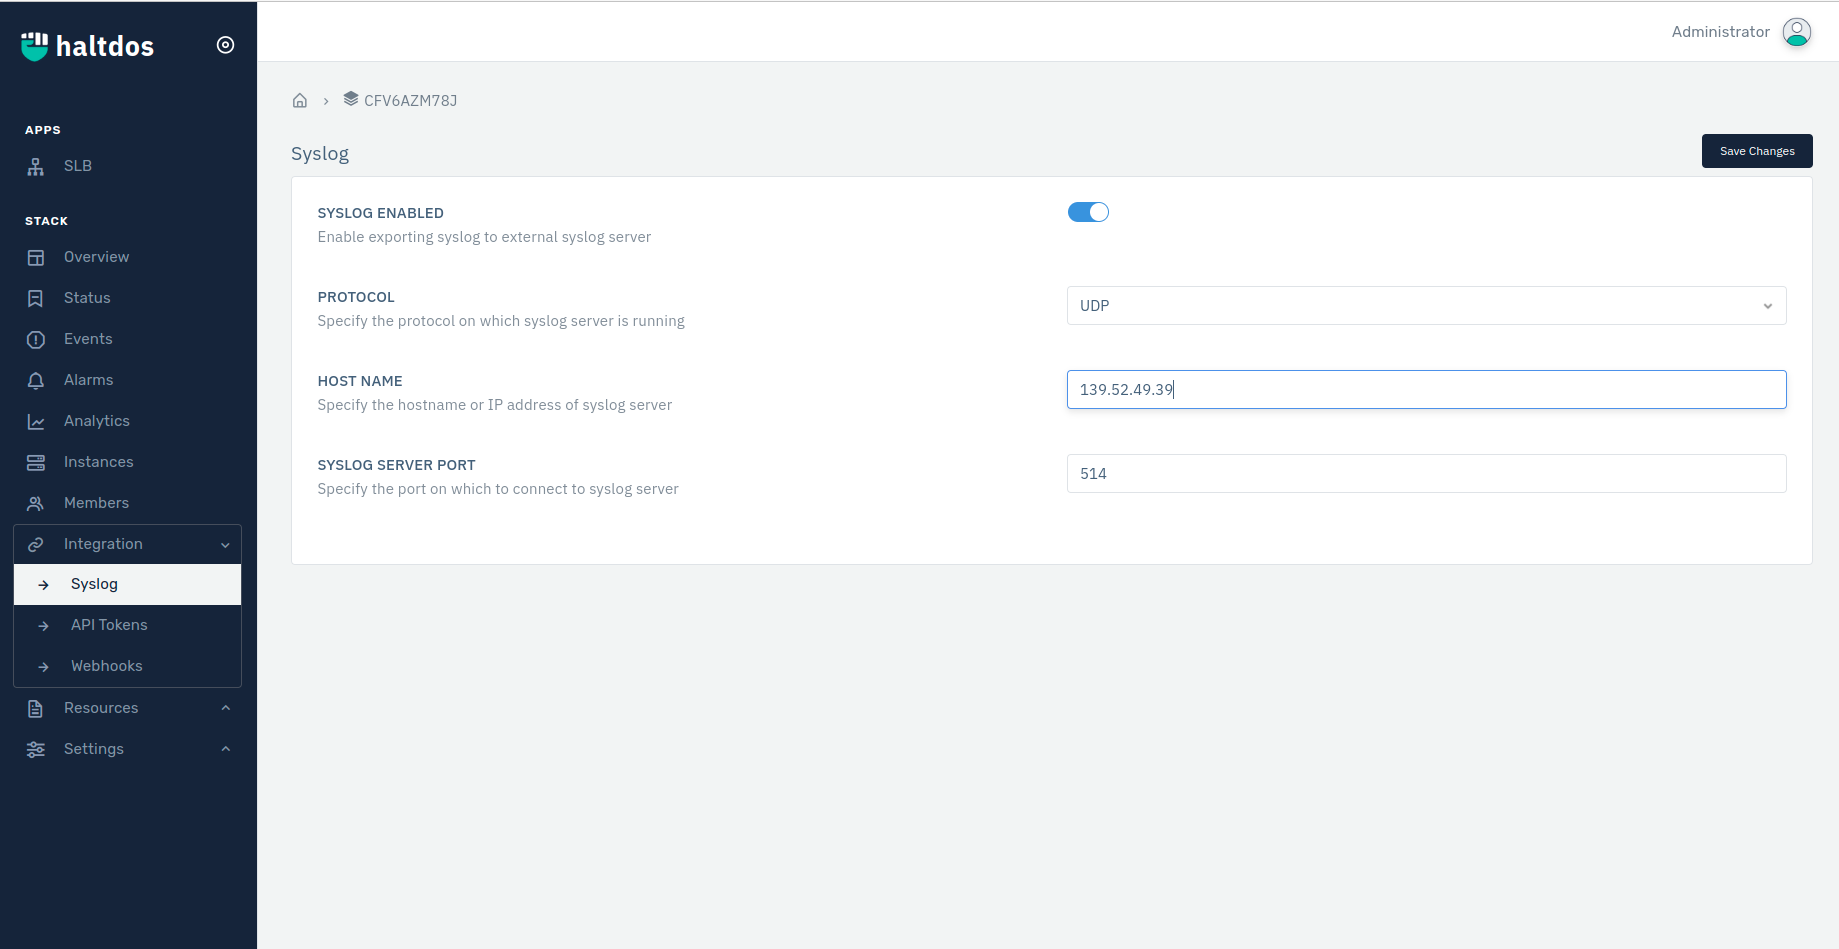 haltdos
Administrator
CFV6AZM78J
APPS
SLB
STACK
Overview
Status
Events
Alarms
Analytics
Instances
Members
Integration
Syslog
API Tokens
Webhooks
Resources
Settings
Syslog
Save Changes
SYSLOG ENABLED
Enable exporting syslog to external syslog server
PROTOCOL
Specify the protocol on which syslog server is running
UDP
HOST NAME
Specify the hostname or IP address of syslog server
139.52.49.39
SYSLOG SERVER PORT
Specify the port on which to connect to syslog server
514